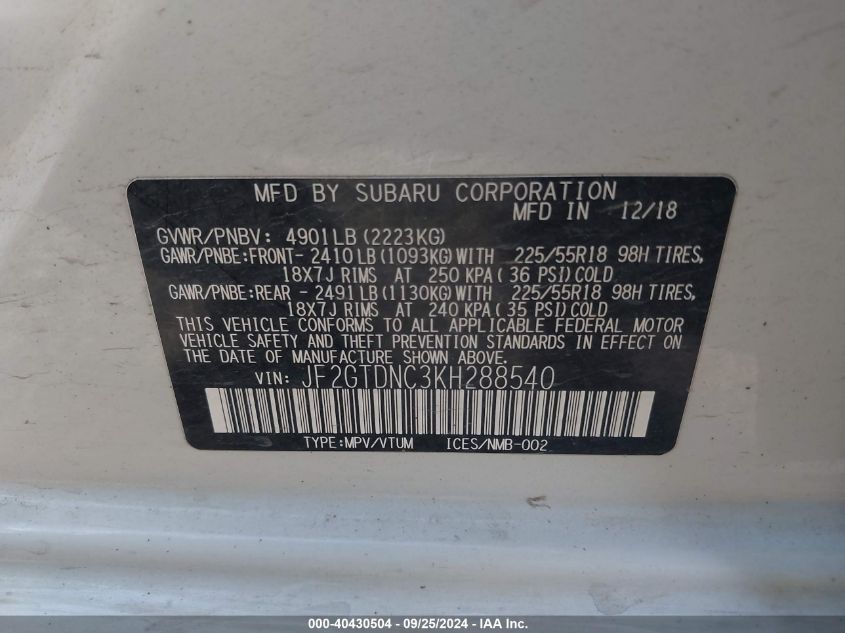 MFD BY SUBARU CORPORATION
MFD IN 12/18
GVWR/PNBV: 4901LB(2223KG)
GAWR/PNBE:FRONT- 2410LB(1093KG)WITH 225/55R18 98H TIRES,
18X7J RIMS AT 250 KPA( 36 PSI)COLD
GAWR/PNBE:REAR - 2491LB(1130KG)WITH 225/55R18 98H TIRES,
18X7J RIMS AT 240 KPA( 35 PSI)COLD
THIS VEHICLE CONFORMS TO ALL APPLICABLE FEDERAL MOTOR
VEHICLE SAFETY AND THEFT PREVENTION STANDARDS IN EFFECT ON
THE DATE OF MANUFACTURE SHOWN ABOVE.
VIN: JF2GTDNC3KH288540
TYPE:MPV/VTUM ICES/NMB-002
000-40430504 - 09/25/2024 - IAA Inc.